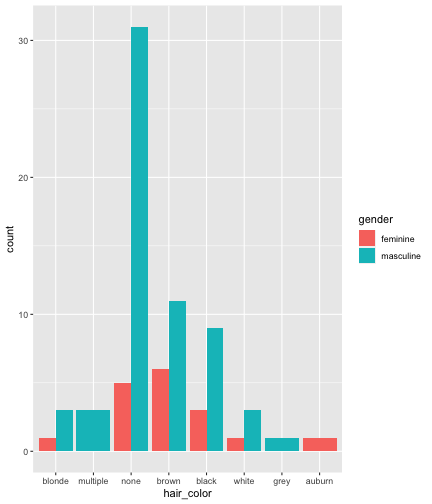 30
20
10
0
count
blonde multiple none brown black white grey auburn
hair_color
gender
feminine
masculine